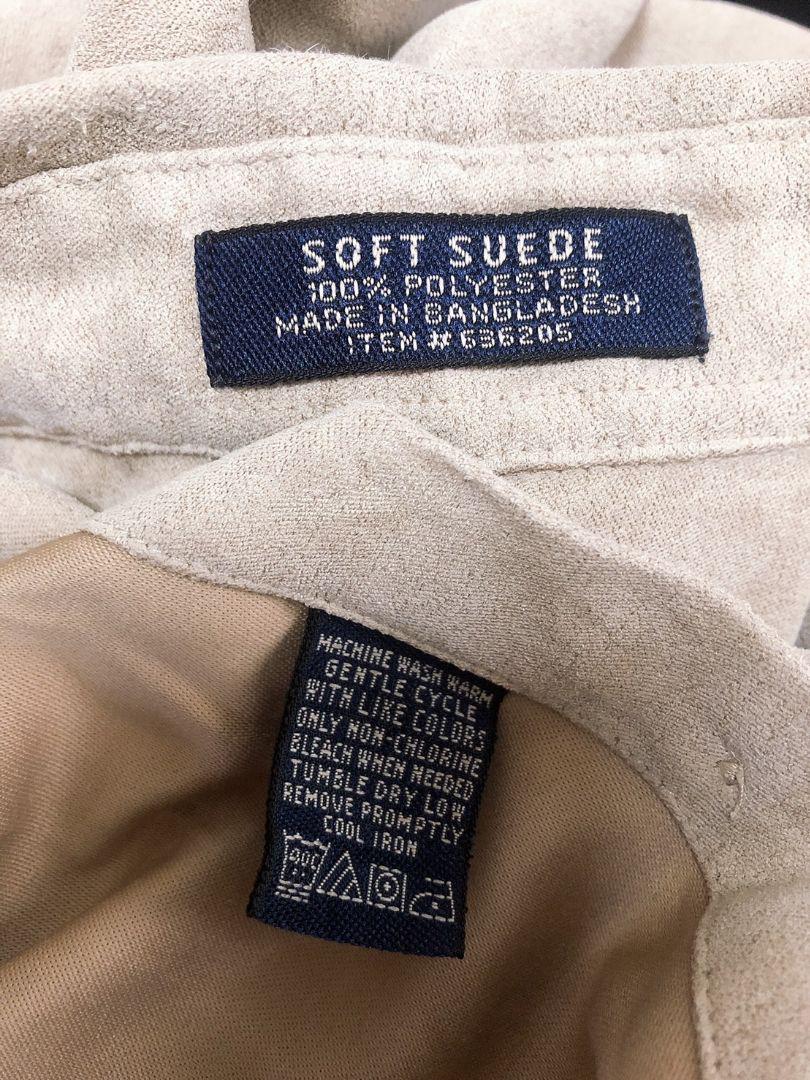 SOFT SUEDE
100% POLYESTER
MADE IN BANGLADESH
ITEM # 636205
MACHINE WASH WARM
GENTLE CYCLE
WITH LIKE COLORS
ONLY NON-CHLORINE
BLEACH WHEN NEEDED
TUMBLE DRY LOW
REMOVE PROMPTLY
COOL IRON
40C